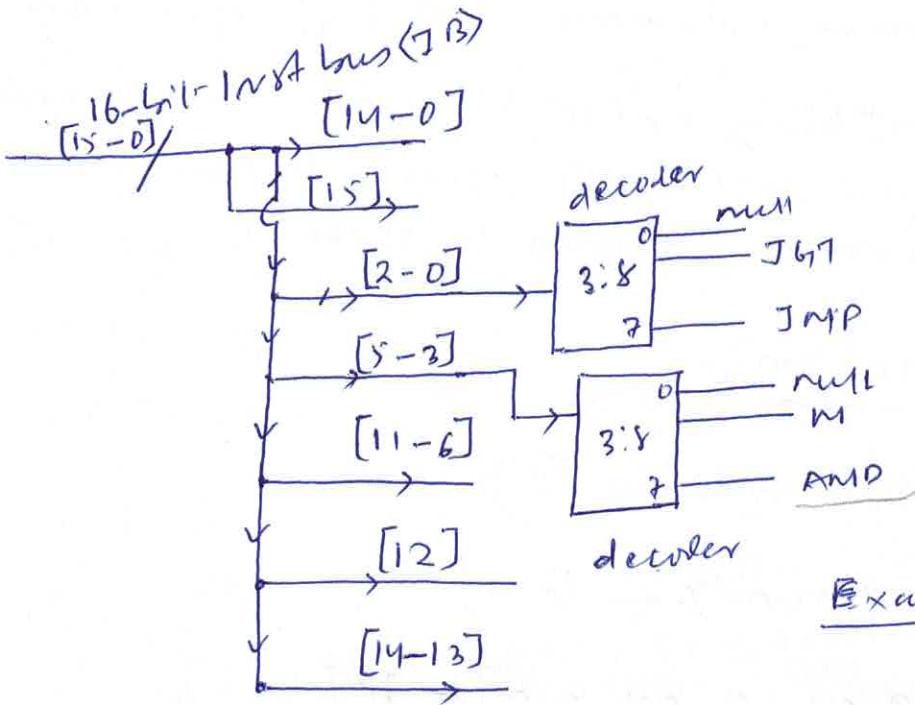 16-bit-Inst bus (IB)
[15-0]
[14-0]
[15]
decoder
[2-0]
3:8
0
7
null
JGT
JMP
[5-3]
3:8
0
7
null
M
AMD
decoder
[11-6]
[12]
[14-13]